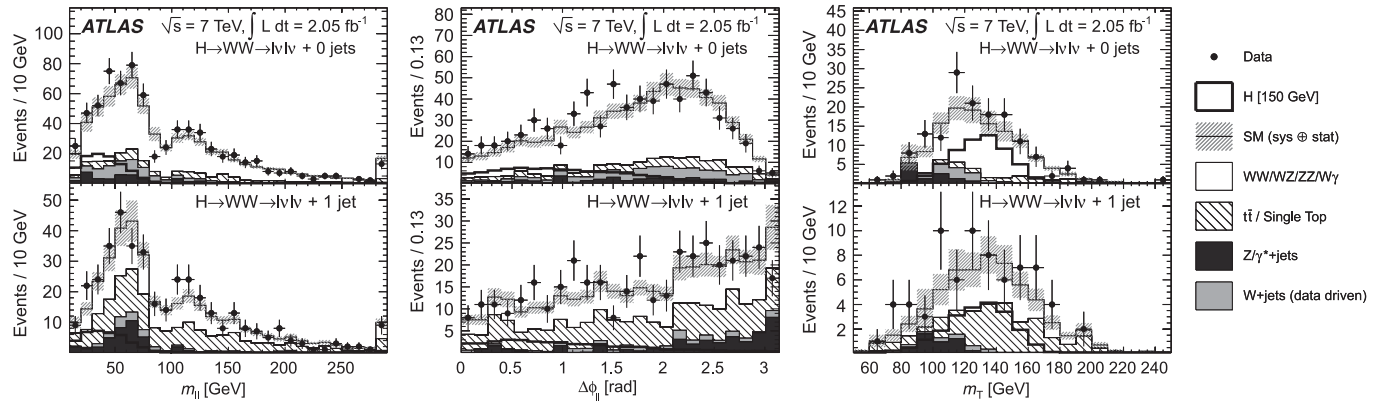 ATLAS √s = 7 TeV, ∫ L dt = 2.05 fb⁻¹
H→WW→lνlν + 0 jets
Events / 10 GeV
100
80
60
40
20
H→WW→lνlν + 1 jet
Events / 10 GeV
50
40
30
20
10
50 100 150 200 250
m_ll [GeV]
ATLAS √s = 7 TeV, ∫ L dt = 2.05 fb⁻¹
H→WW→lνlν + 0 jets
Events / 0.13
80
70
60
50
40
30
20
10
H→WW→lνlν + 1 jet
Events / 0.13
35
30
25
20
15
10
5
0 0.5 1 1.5 2 2.5 3
Δϕ_ll [rad]
ATLAS √s = 7 TeV, ∫ L dt = 2.05 fb⁻¹
H→WW→lνlν + 0 jets
Events / 10 GeV
40
35
30
25
20
15
10
5
H→WW→lνlν + 1 jet
Events / 10 GeV
12
10
8
6
4
2
60 80 100 120 140 160 180 200 220 240
m_T [GeV]
Data
H [150 GeV]
SM (sys ⊕ stat)
WW/WZ/ZZ/Wγ
tt̄ / Single Top
Z/γ*+jets
W+jets (data driven)